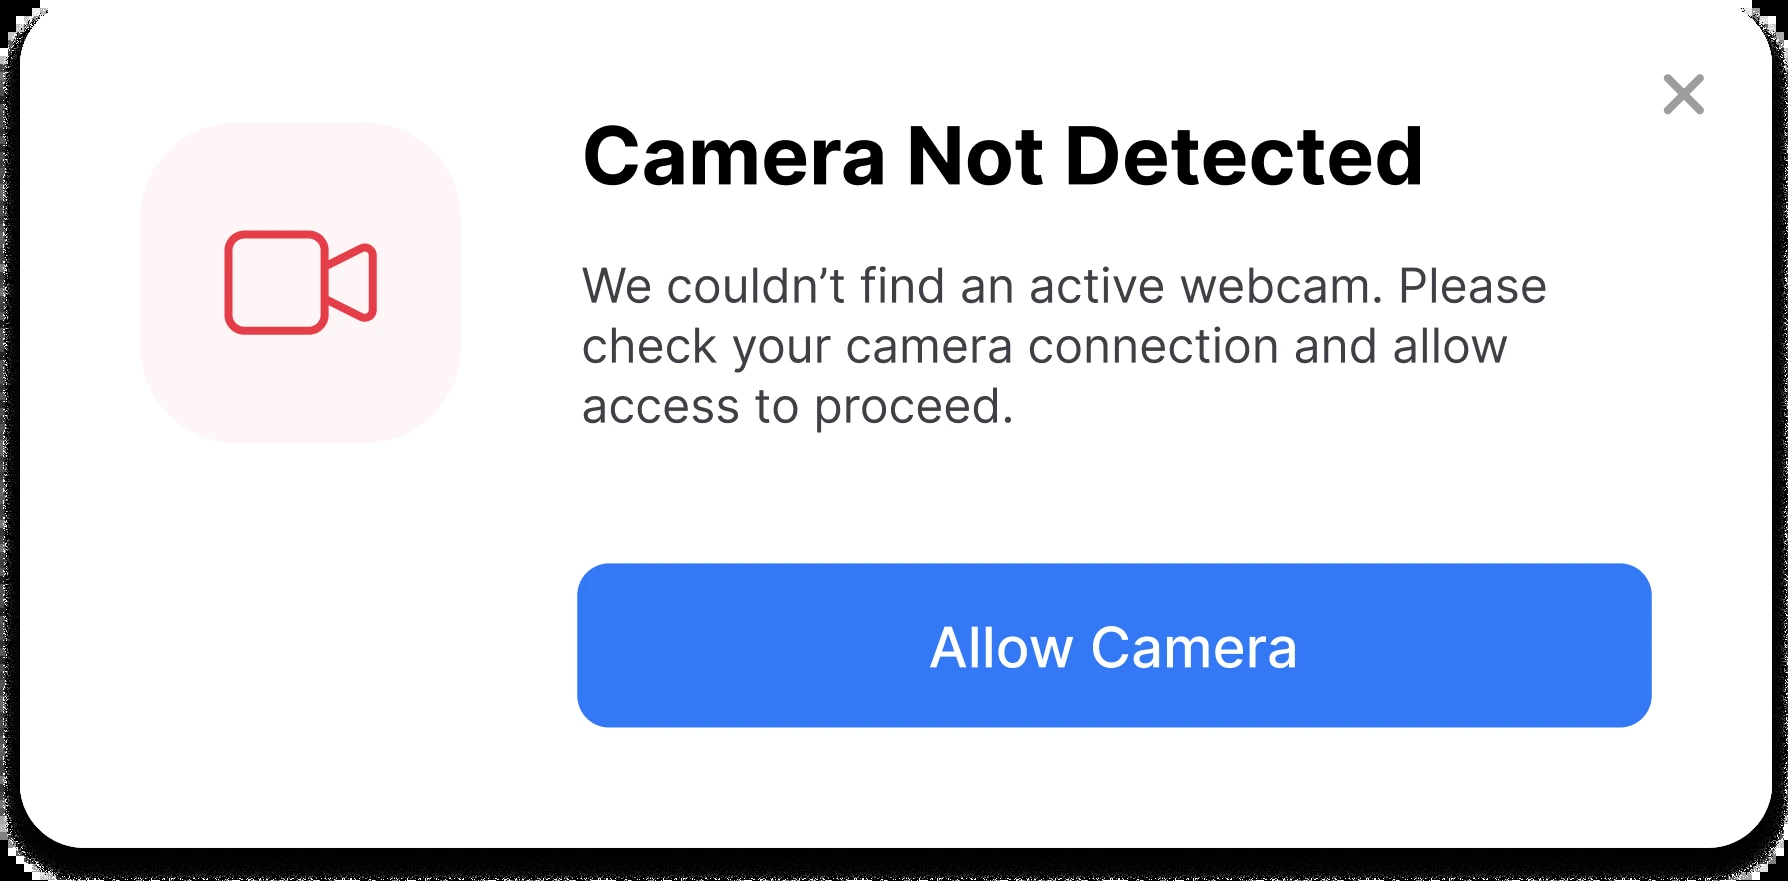 Camera Not Detected
We couldn’t find an active webcam. Please
check your camera connection and allow
access to proceed.
Allow Camera